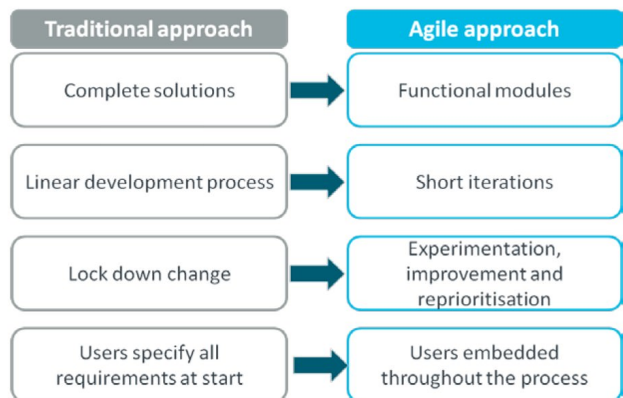 Traditional approach
Agile approach
Complete solutions
Functional modules
Linear development process
Short iterations
Lock down change
Experimentation,
improvement and
reprioritisation
Users specify all
requirements at start
Users embedded
throughout the process